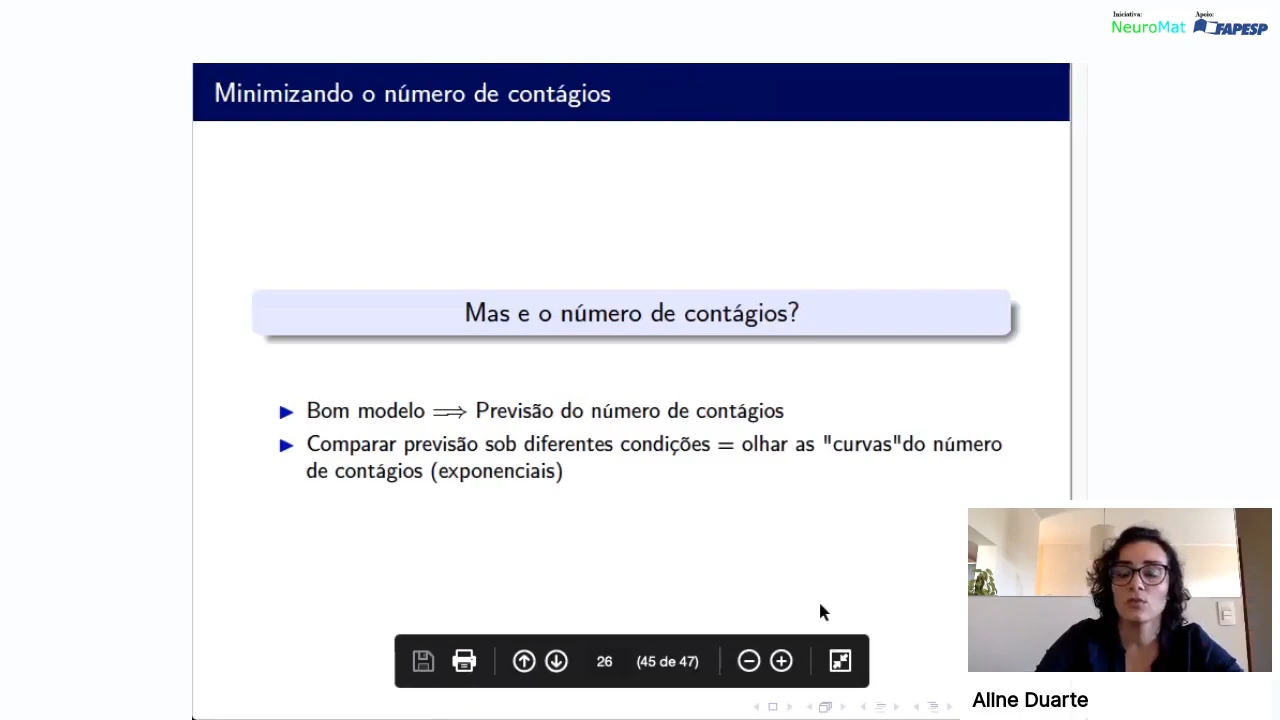 Iniciativa: Apoio:
NeuroMat FAPESP
Minimizando o número de contágios
Mas e o número de contágios?
Bom modelo ⟹ Previsão do número de contágios
Comparar previsão sob diferentes condições = olhar as "curvas"do número
de contágios (exponenciais)
26 (45 de 47)
Aline Duarte